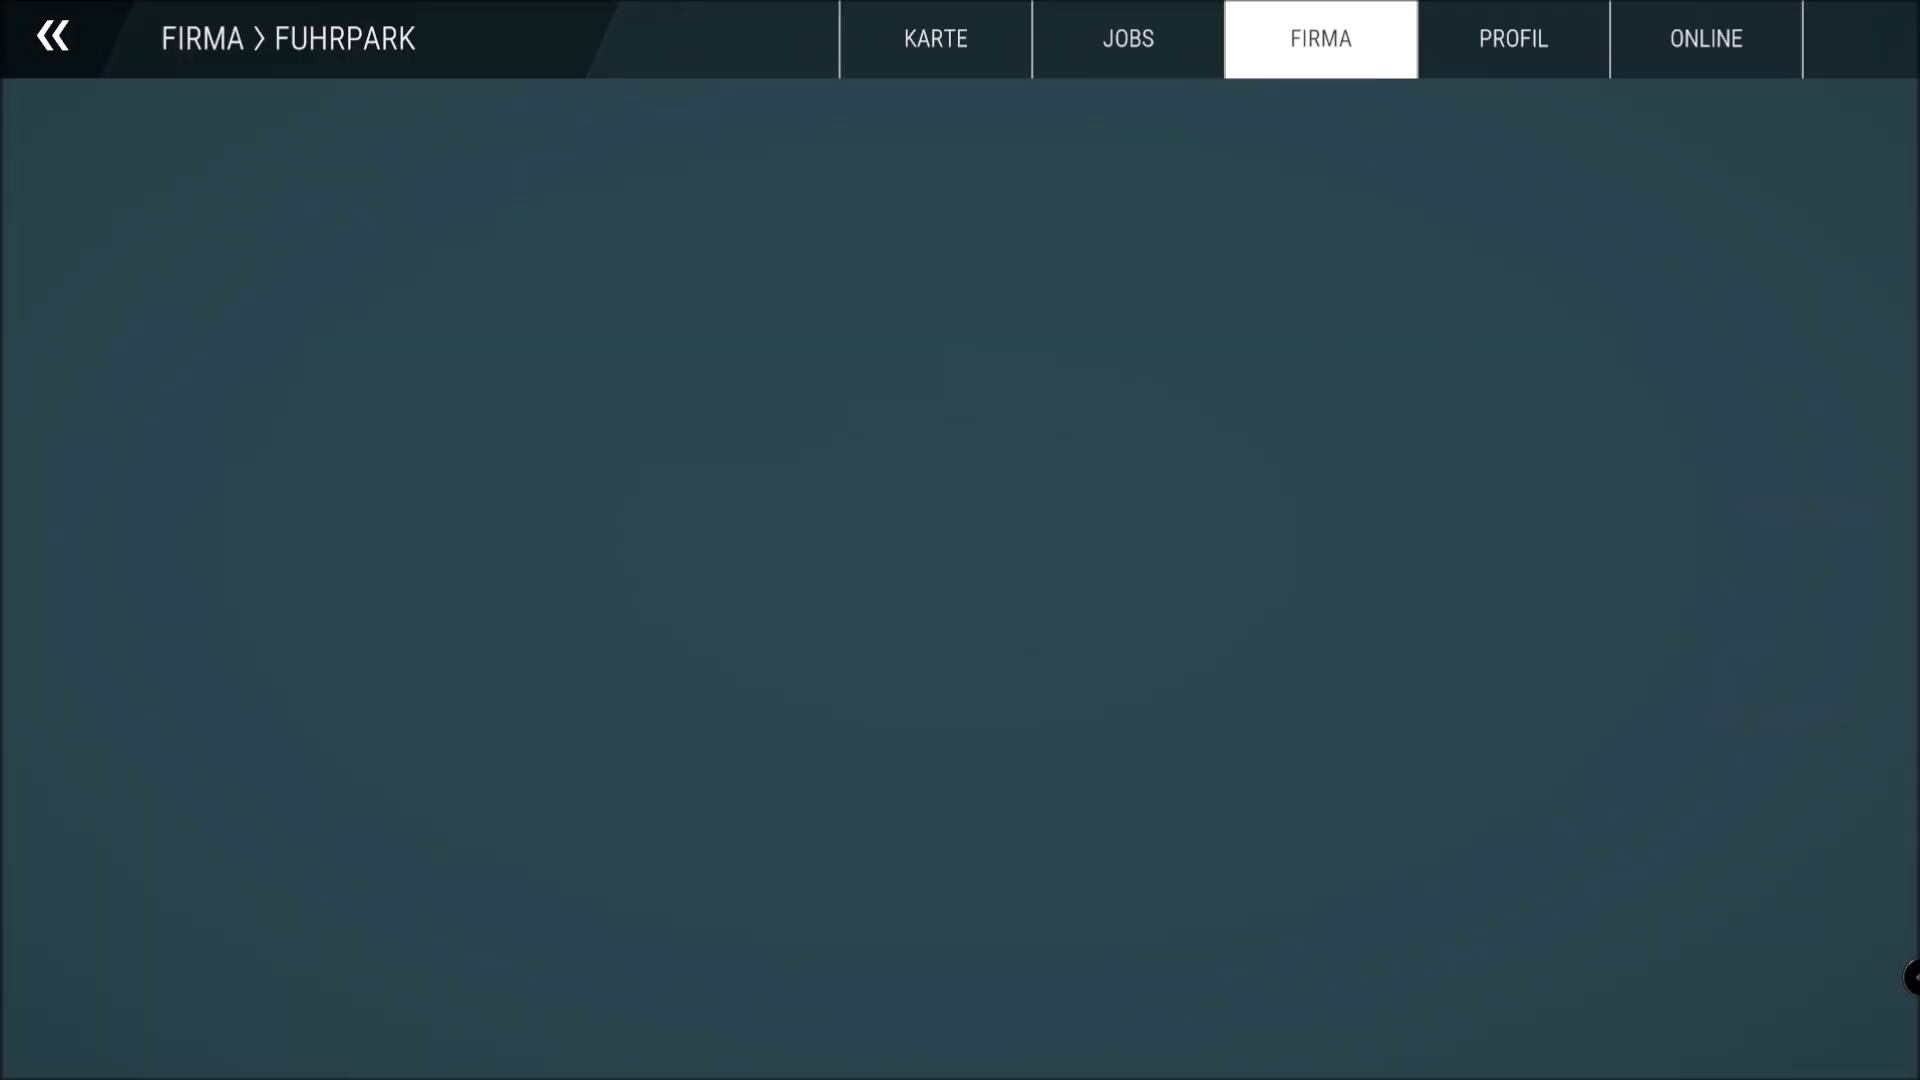 FIRMA > FUHRPARK
KARTE
JOBS
FIRMA
PROFIL
ONLINE